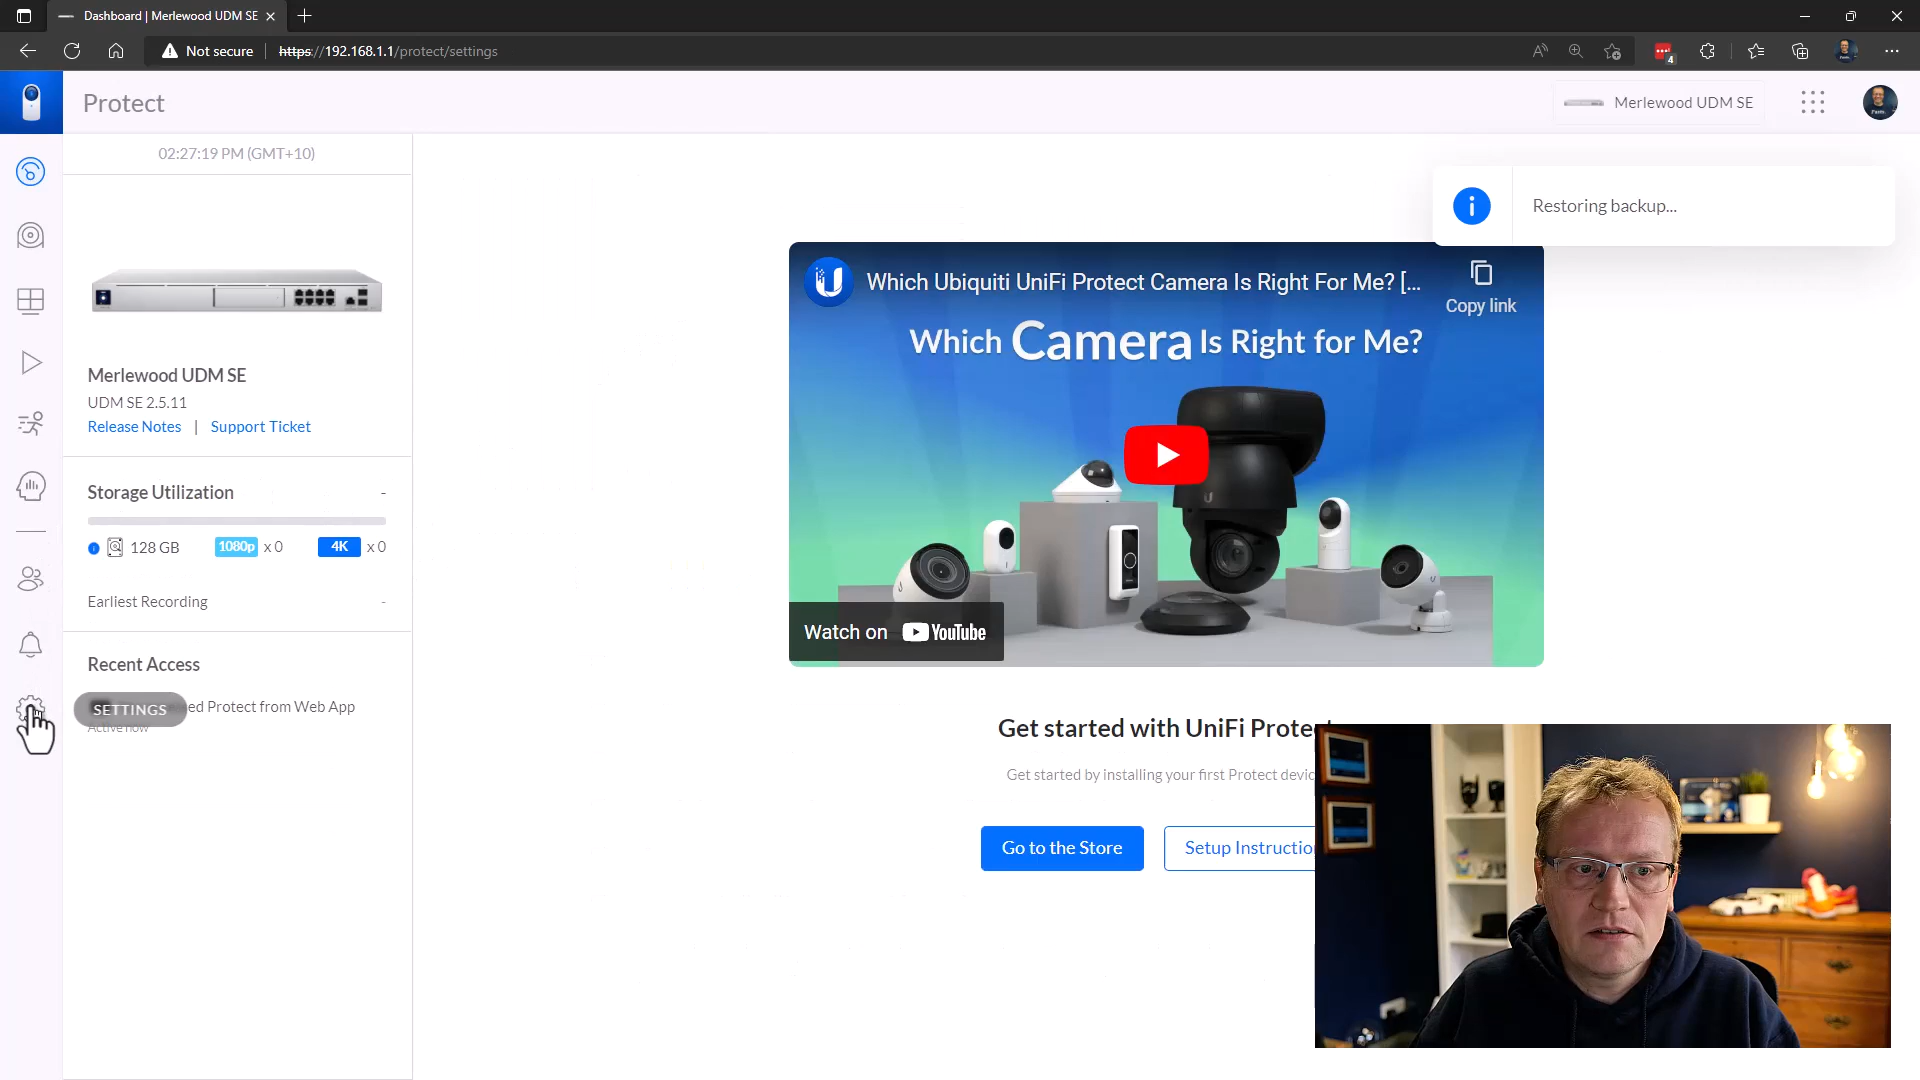 Dashboard | Merlewood UDM SE
Not secure
https://192.168.1.1/protect/settings
4
Protect
Merlewood UDM SE
02:27:19 PM (GMT+10)
Restoring backup...
Which Ubiquiti UniFi Protect Camera Is Right For Me? [...
Copy link
Which Camera Is Right for Me?
Watch on YouTube
Merlewood UDM SE
UDM SE 2.5.11
Release Notes | Support Ticket
Storage Utilization -
128 GB 1080p x 0 4K x 0
Earliest Recording -
Recent Access
SETTINGS
ed Protect from Web App
Active now
Get started with UniFi Protect
Get started by installing your first Protect devic
Go to the Store
Setup Instructio